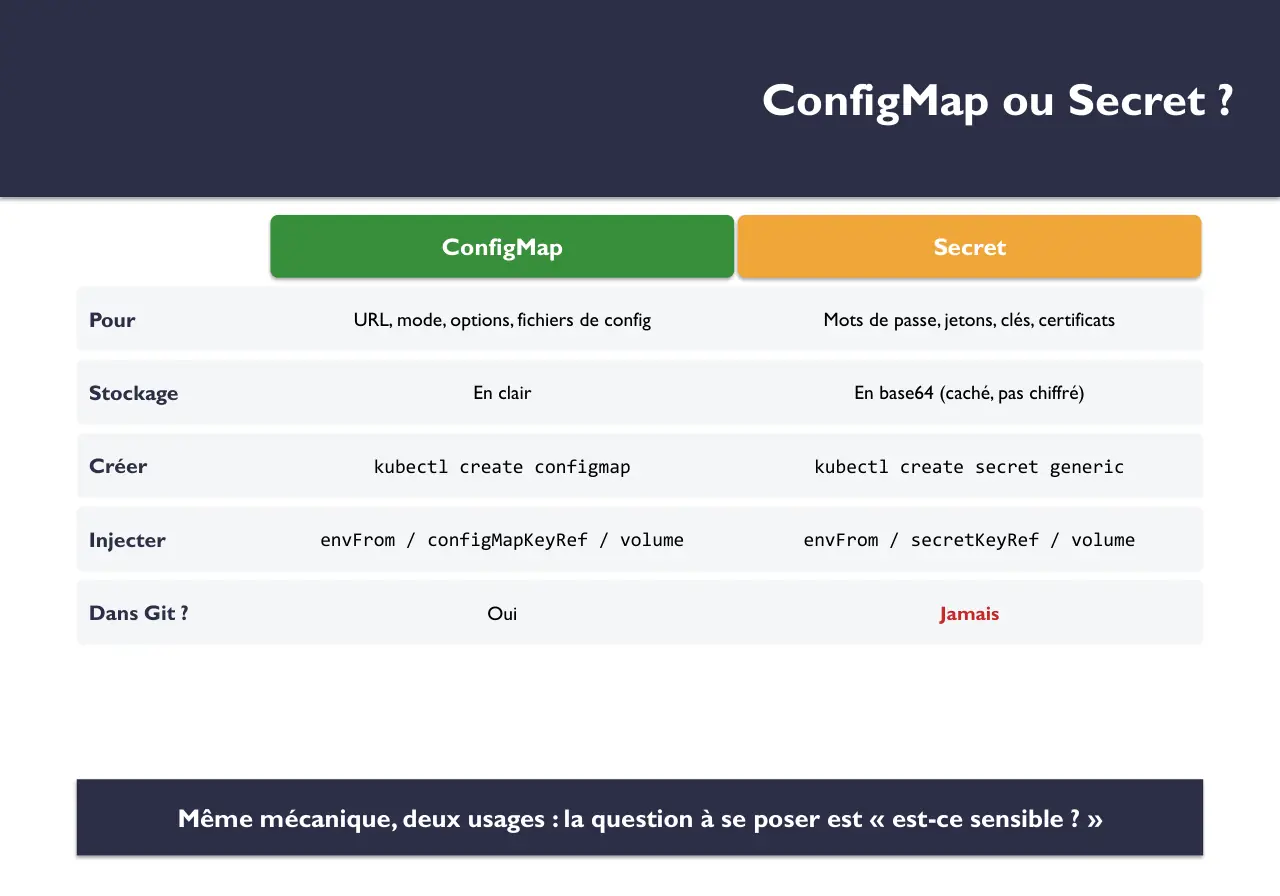 ConfigMap ou Secret ?
ConfigMap
Secret
Pour
URL, mode, options, fichiers de config
Mots de passe, jetons, clés, certificats
Stockage
En clair
En base64 (caché, pas chiffré)
Créer
kubectl create configmap
kubectl create secret generic
Injecter
envFrom / configMapKeyRef / volume
envFrom / secretKeyRef / volume
Dans Git ?
Oui
Jamais
Même mécanique, deux usages : la question à se poser est « est-ce sensible ? »